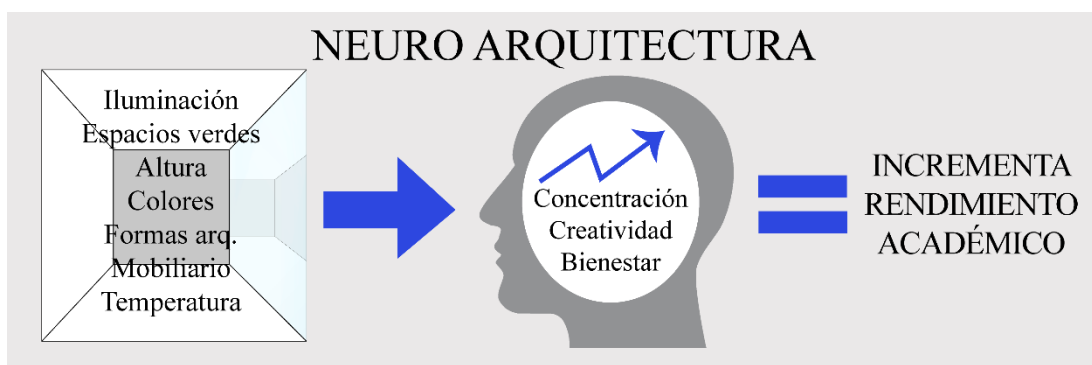 NEURO ARQUITECTURA
Iluminación
Espacios verdes
Altura
Colores
Formas arq.
Mobiliario
Temperatura
Concentración
Creatividad
Bienestar
INCREMENTA
RENDIMIENTO
ACADÉMICO